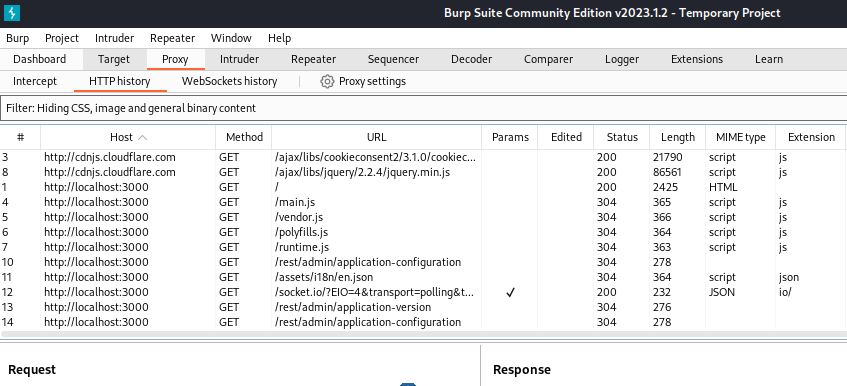 Burp Suite Community Edition v2023.1.2 - Temporary Project
Burp Project Intruder Repeater Window Help
Dashboard Target Proxy Intruder Repeater Sequencer Decoder Comparer Logger Extensions Learn
Intercept HTTP history WebSockets history Proxy settings
Filter: Hiding CSS, image and general binary content
# Host Method URL Params Edited Status Length MIME type Extension
3 http://cdnjs.cloudflare.com GET /ajax/libs/cookieconsent2/3.1.0/cookiec... 200 21790 script js
8 http://cdnjs.cloudflare.com GET /ajax/libs/jquery/2.2.4/jquery.min.js 200 86561 script js
1 http://localhost:3000 GET / 200 2425 HTML
4 http://localhost:3000 GET /main.js 304 365 script js
5 http://localhost:3000 GET /vendor.js 304 366 script js
6 http://localhost:3000 GET /polyfills.js 304 364 script js
7 http://localhost:3000 GET /runtime.js 304 363 script js
10 http://localhost:3000 GET /rest/admin/application-configuration 304 278
11 http://localhost:3000 GET /assets/i18n/en.json 304 364 script json
12 http://localhost:3000 GET /socket.io/?EIO=4&transport=polling&t... ✓ 200 232 JSON io/
13 http://localhost:3000 GET /rest/admin/application-version 304 276
14 http://localhost:3000 GET /rest/admin/application-configuration 304 278
Request Response